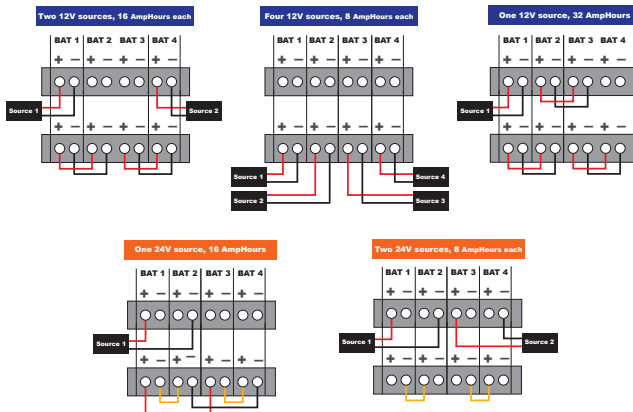 Two 12V sources, 16 AmpHours each
BAT 1 BAT 2 BAT 3 BAT 4
+ − + − + − + −
Source 1
Source 2
+ − + − + − + −
Four 12V sources, 8 AmpHours each
BAT 1 BAT 2 BAT 3 BAT 4
+ − + − + − + −
+ − + − + − + −
Source 1
Source 4
Source 2
Source 3
One 12V source, 32 AmpHours
BAT 1 BAT 2 BAT 3 BAT 4
+ − + − + − + −
Source 1
+ − + − + − + −
One 24V source, 16 AmpHours
BAT 1 BAT 2 BAT 3 BAT 4
+ − + − + − + −
Source 1
+ − + − + − + −
Two 24V sources, 8 AmpHours each
BAT 1 BAT 2 BAT 3 BAT 4
+ − + − + − + −
Source 1
Source 2
+ − + − + − + −